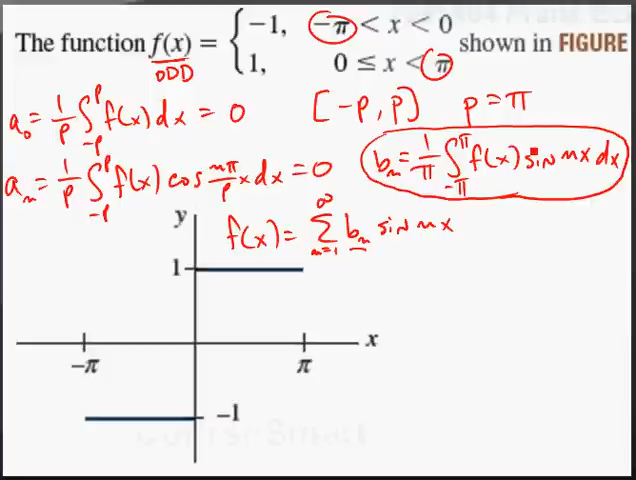 The function f(x) = { -1, -π < x < 0
1, 0 ≤ x < π shown in FIGURE
ODD
a₀ = 1/p ∫₋ₚᵖ f(x) dx = 0 [-p, p] p = π
aₙ = 1/p ∫₋ₚᵖ f(x) cos nπ/p x dx = 0
bₙ = 1/π ∫_{-π}^{π} f(x) sin nx dx
f(x) = ∑_{n=1}^{∞} bₙ sin nx
y
1
x
-π
π
-1